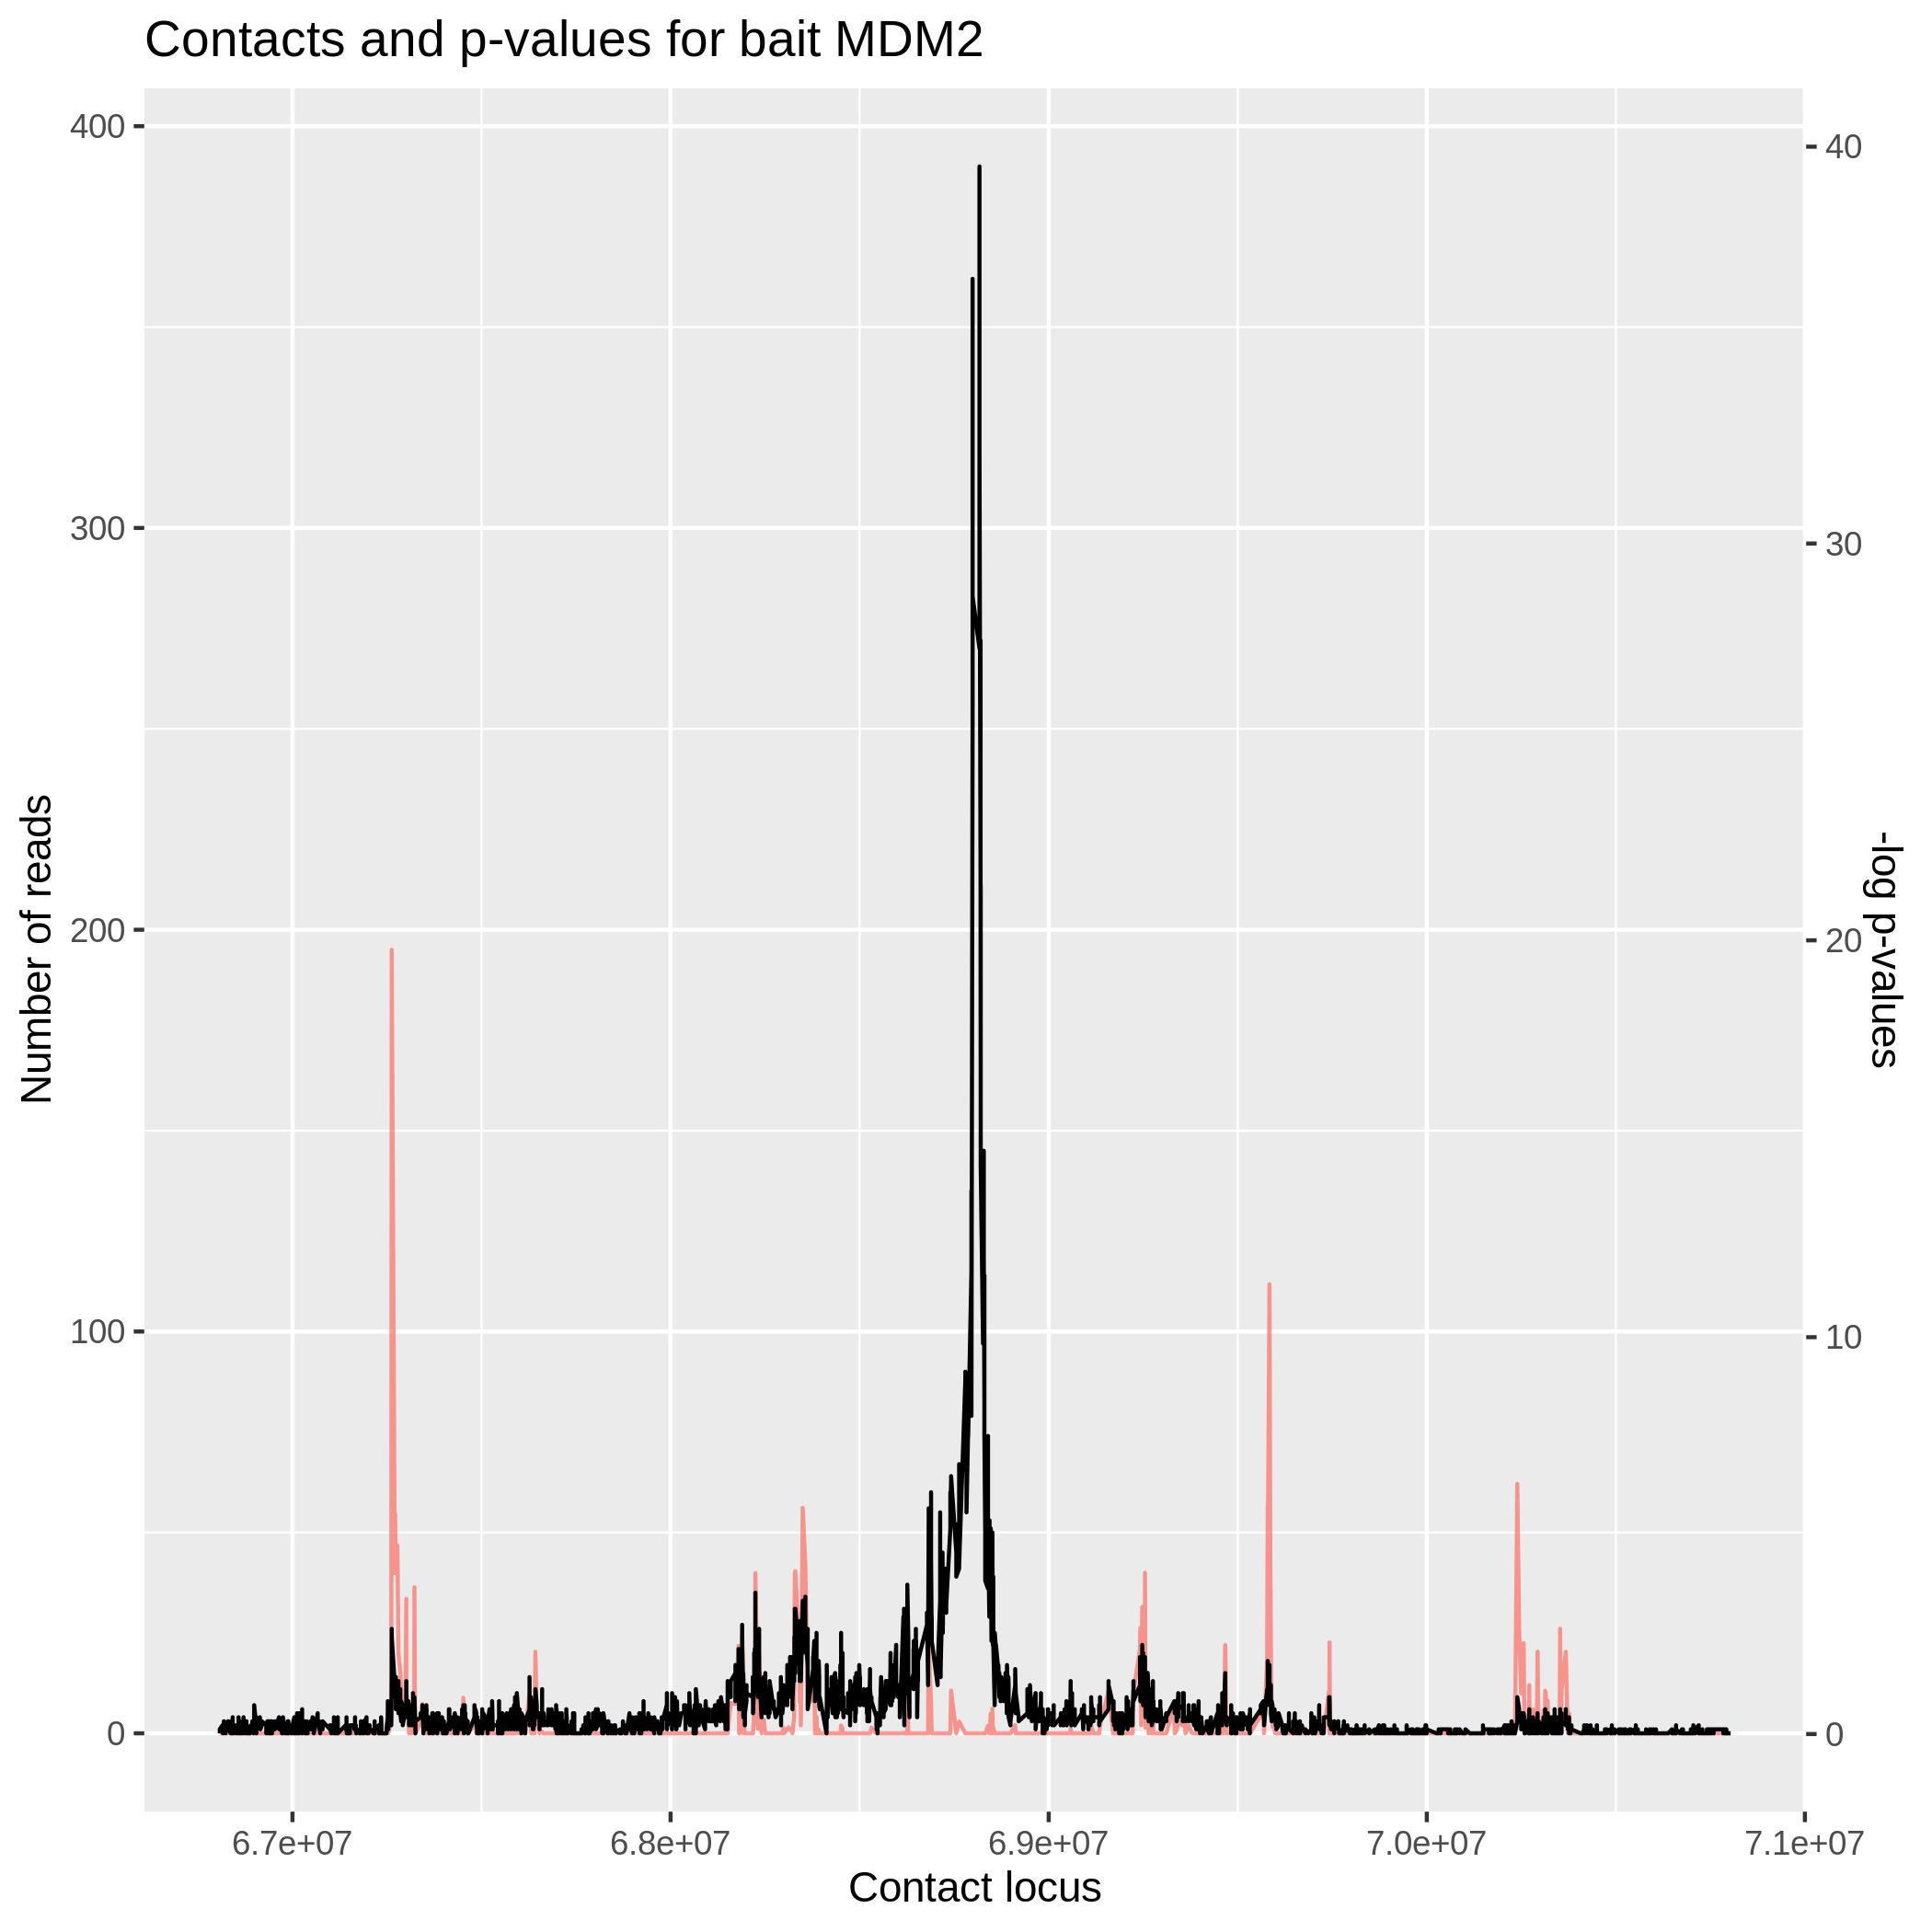 Contacts and p-values for bait MDM2
400
300
200
100
0
Number of reads
40
30
20
10
0
-log p-values
6.7e+07
6.8e+07
6.9e+07
7.0e+07
7.1e+07
Contact locus